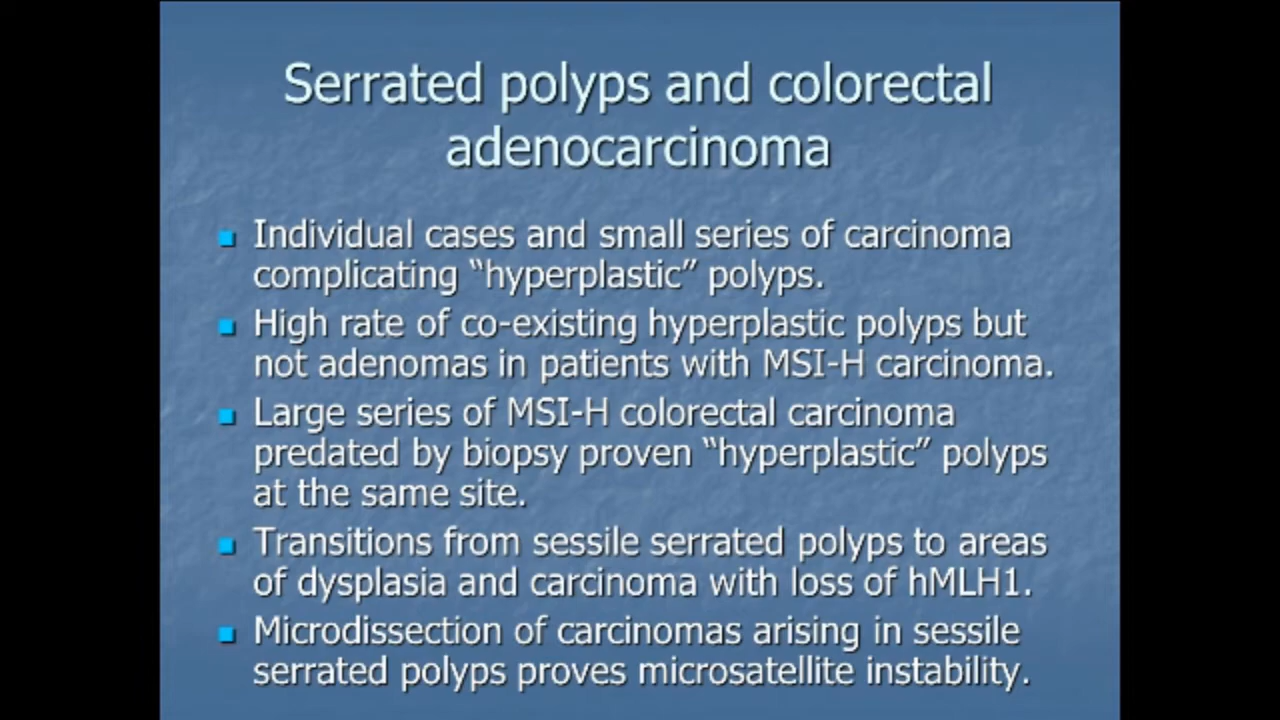 Serrated polyps and colorectal
adenocarcinoma
Individual cases and small series of carcinoma
complicating “hyperplastic” polyps.
High rate of co-existing hyperplastic polyps but
not adenomas in patients with MSI-H carcinoma.
Large series of MSI-H colorectal carcinoma
predated by biopsy proven “hyperplastic” polyps
at the same site.
Transitions from sessile serrated polyps to areas
of dysplasia and carcinoma with loss of hMLH1.
Microdissection of carcinomas arising in sessile
serrated polyps proves microsatellite instability.